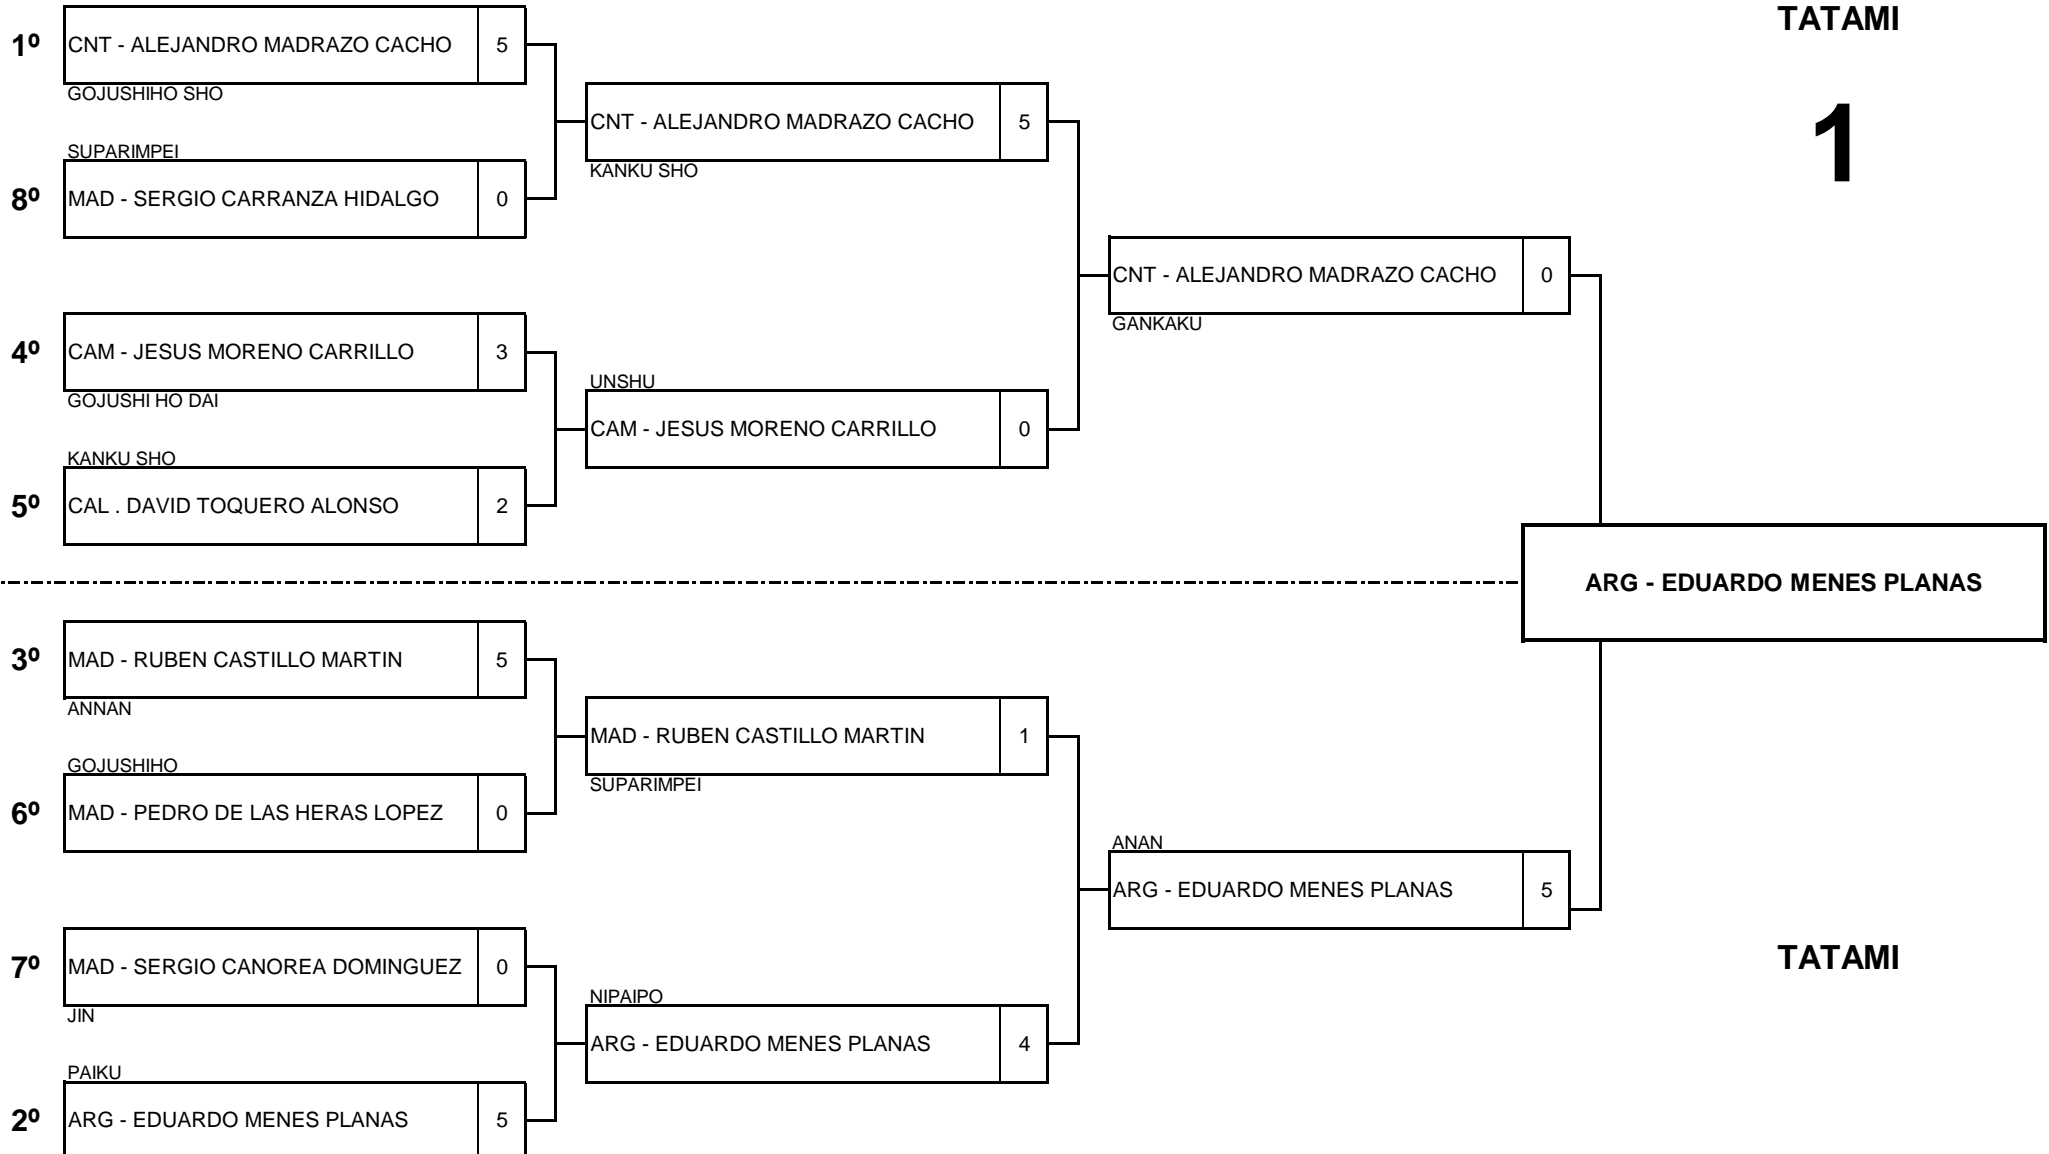 TATAMI
1
1º
CNT - ALEJANDRO MADRAZO CACHO 5
GOJUSHIHO SHO
SUPARIMPEI
8º
MAD - SERGIO CARRANZA HIDALGO 0
CNT - ALEJANDRO MADRAZO CACHO 5
KANKU SHO
4º
CAM - JESUS MORENO CARRILLO 3
GOJUSHI HO DAI
KANKU SHO
5º
CAL . DAVID TOQUERO ALONSO 2
UNSHU
CAM - JESUS MORENO CARRILLO 0
CNT - ALEJANDRO MADRAZO CACHO 0
GANKAKU
ARG - EDUARDO MENES PLANAS
3º
MAD - RUBEN CASTILLO MARTIN 5
ANNAN
GOJUSHIHO
6º
MAD - PEDRO DE LAS HERAS LOPEZ 0
MAD - RUBEN CASTILLO MARTIN 1
SUPARIMPEI
7º
MAD - SERGIO CANOREA DOMINGUEZ 0
JIN
PAIKU
2º
ARG - EDUARDO MENES PLANAS 5
NIPAIPO
ARG - EDUARDO MENES PLANAS 4
ANAN
ARG - EDUARDO MENES PLANAS 5
TATAMI